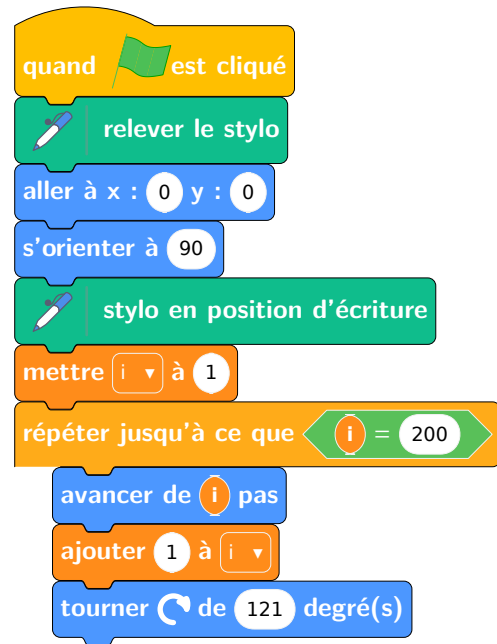 quand est cliqué
relever le stylo
aller à x : 0 y : 0
s'orienter à 90
stylo en position d'écriture
mettre i à 1
répéter jusqu'à ce que i = 200
avancer de i pas
ajouter 1 à i
tourner de 121 degré(s)